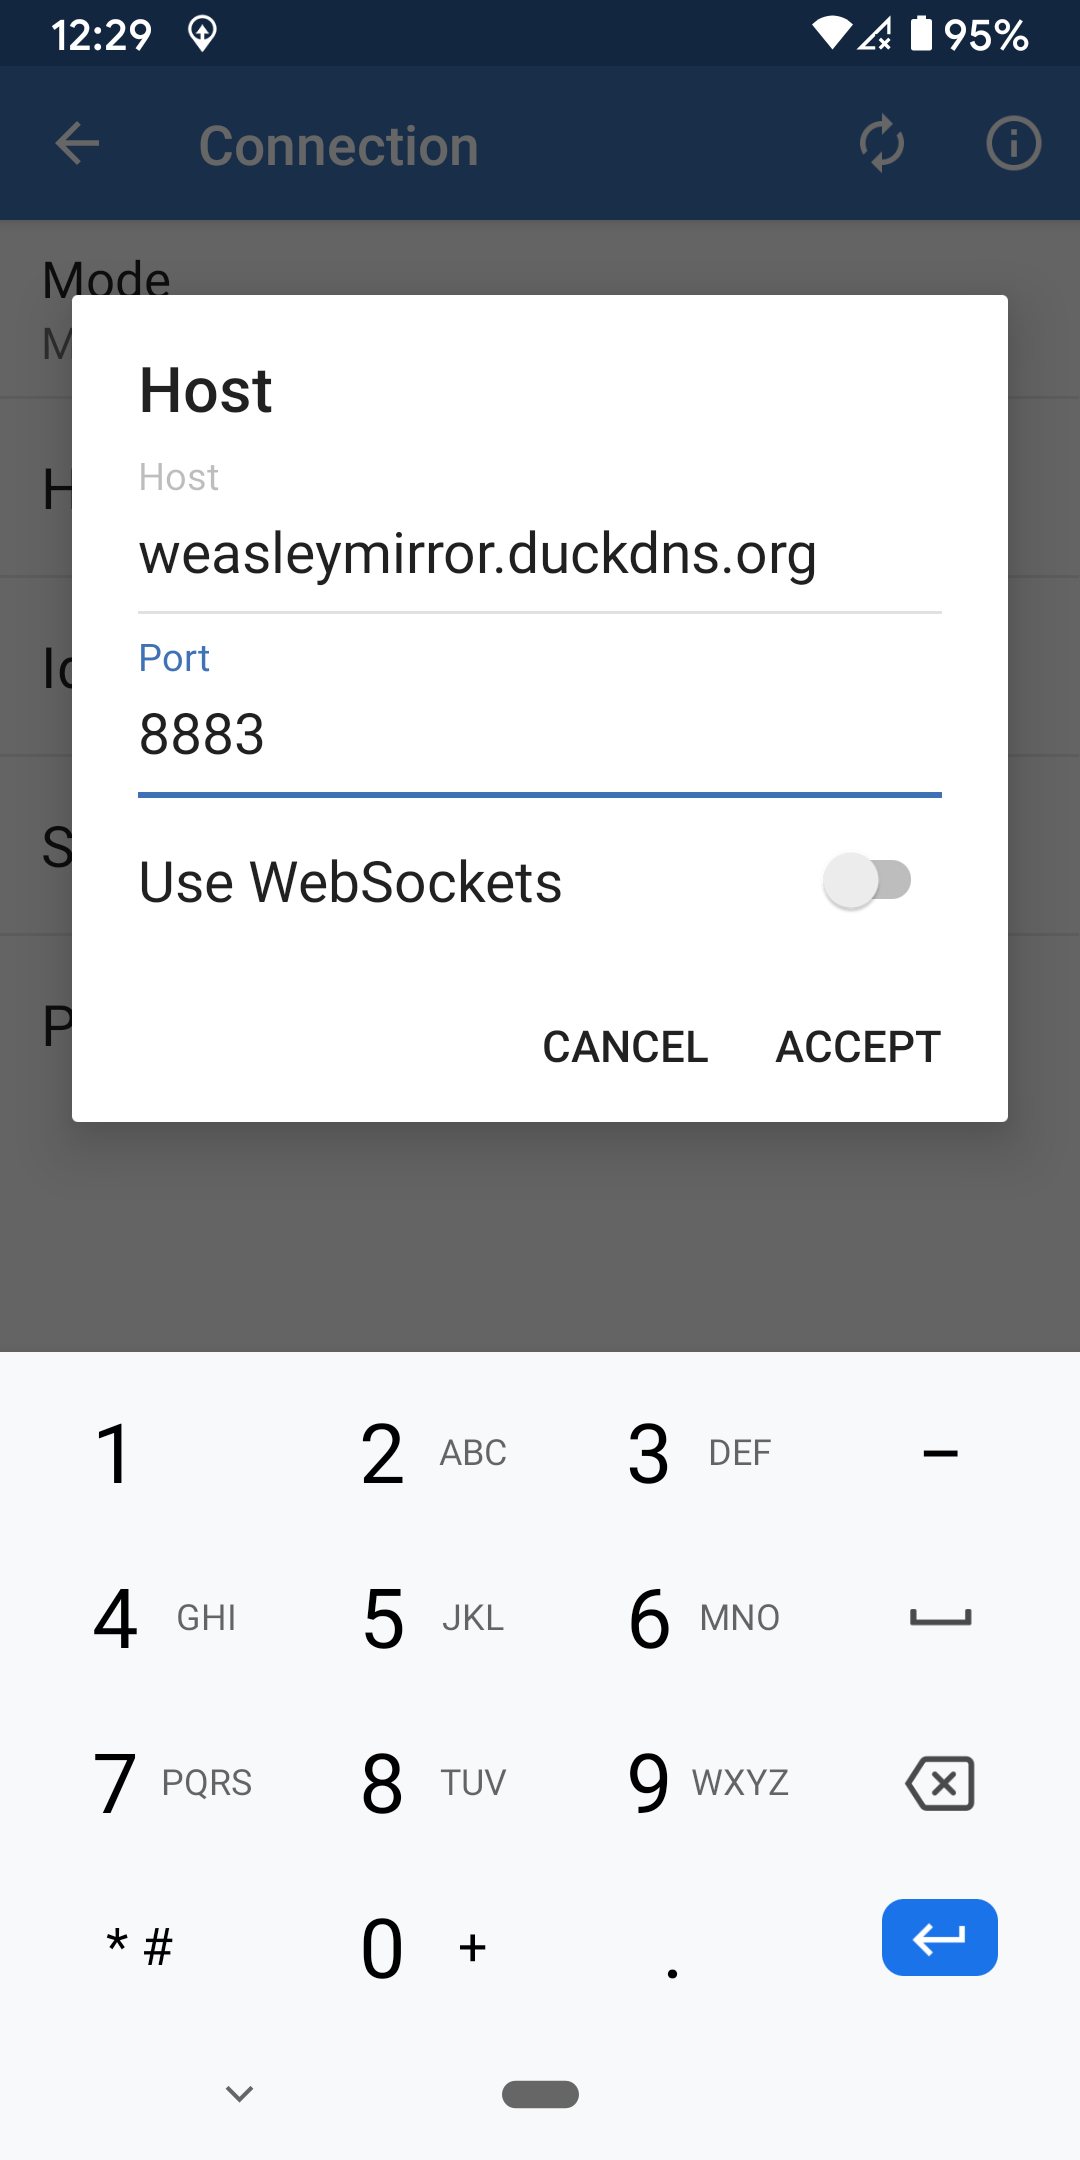 12:29 95%
Connection
Mode
M
Host
Host
weasleymirror.duckdns.org
Port
8883
Use WebSockets
CANCEL ACCEPT
H
S
P
1 2 ABC 3 DEF –
4 GHI 5 JKL 6 MNO
7 PQRS 8 TUV 9 WXYZ
* # 0 + .